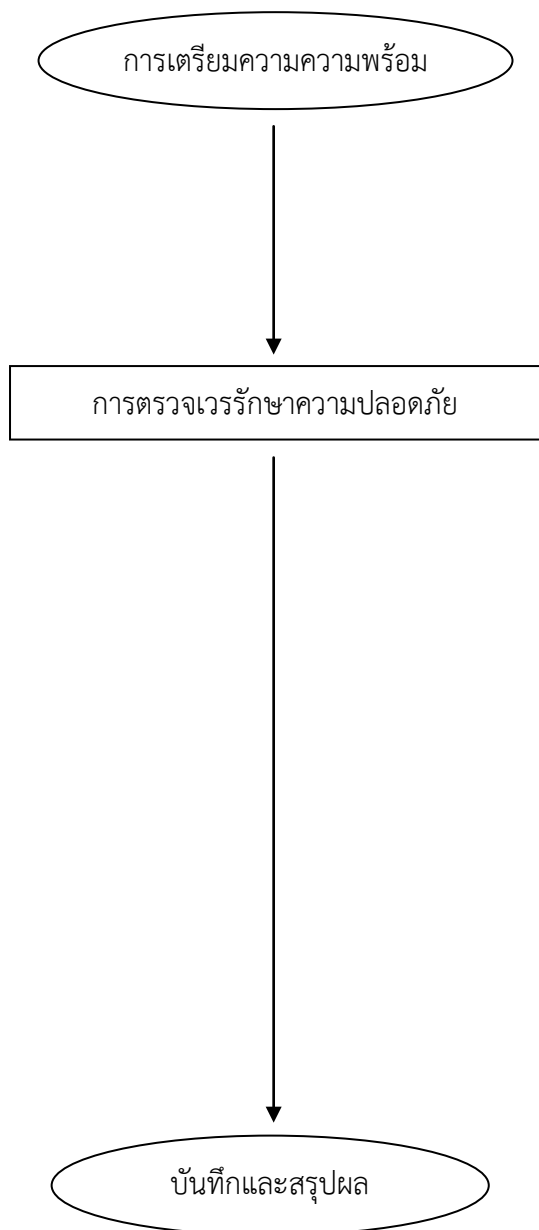 การเตรียมความความพร้อม
การตรวจเวรรักษาความปลอดภัย
บันทึกและสรุปผล